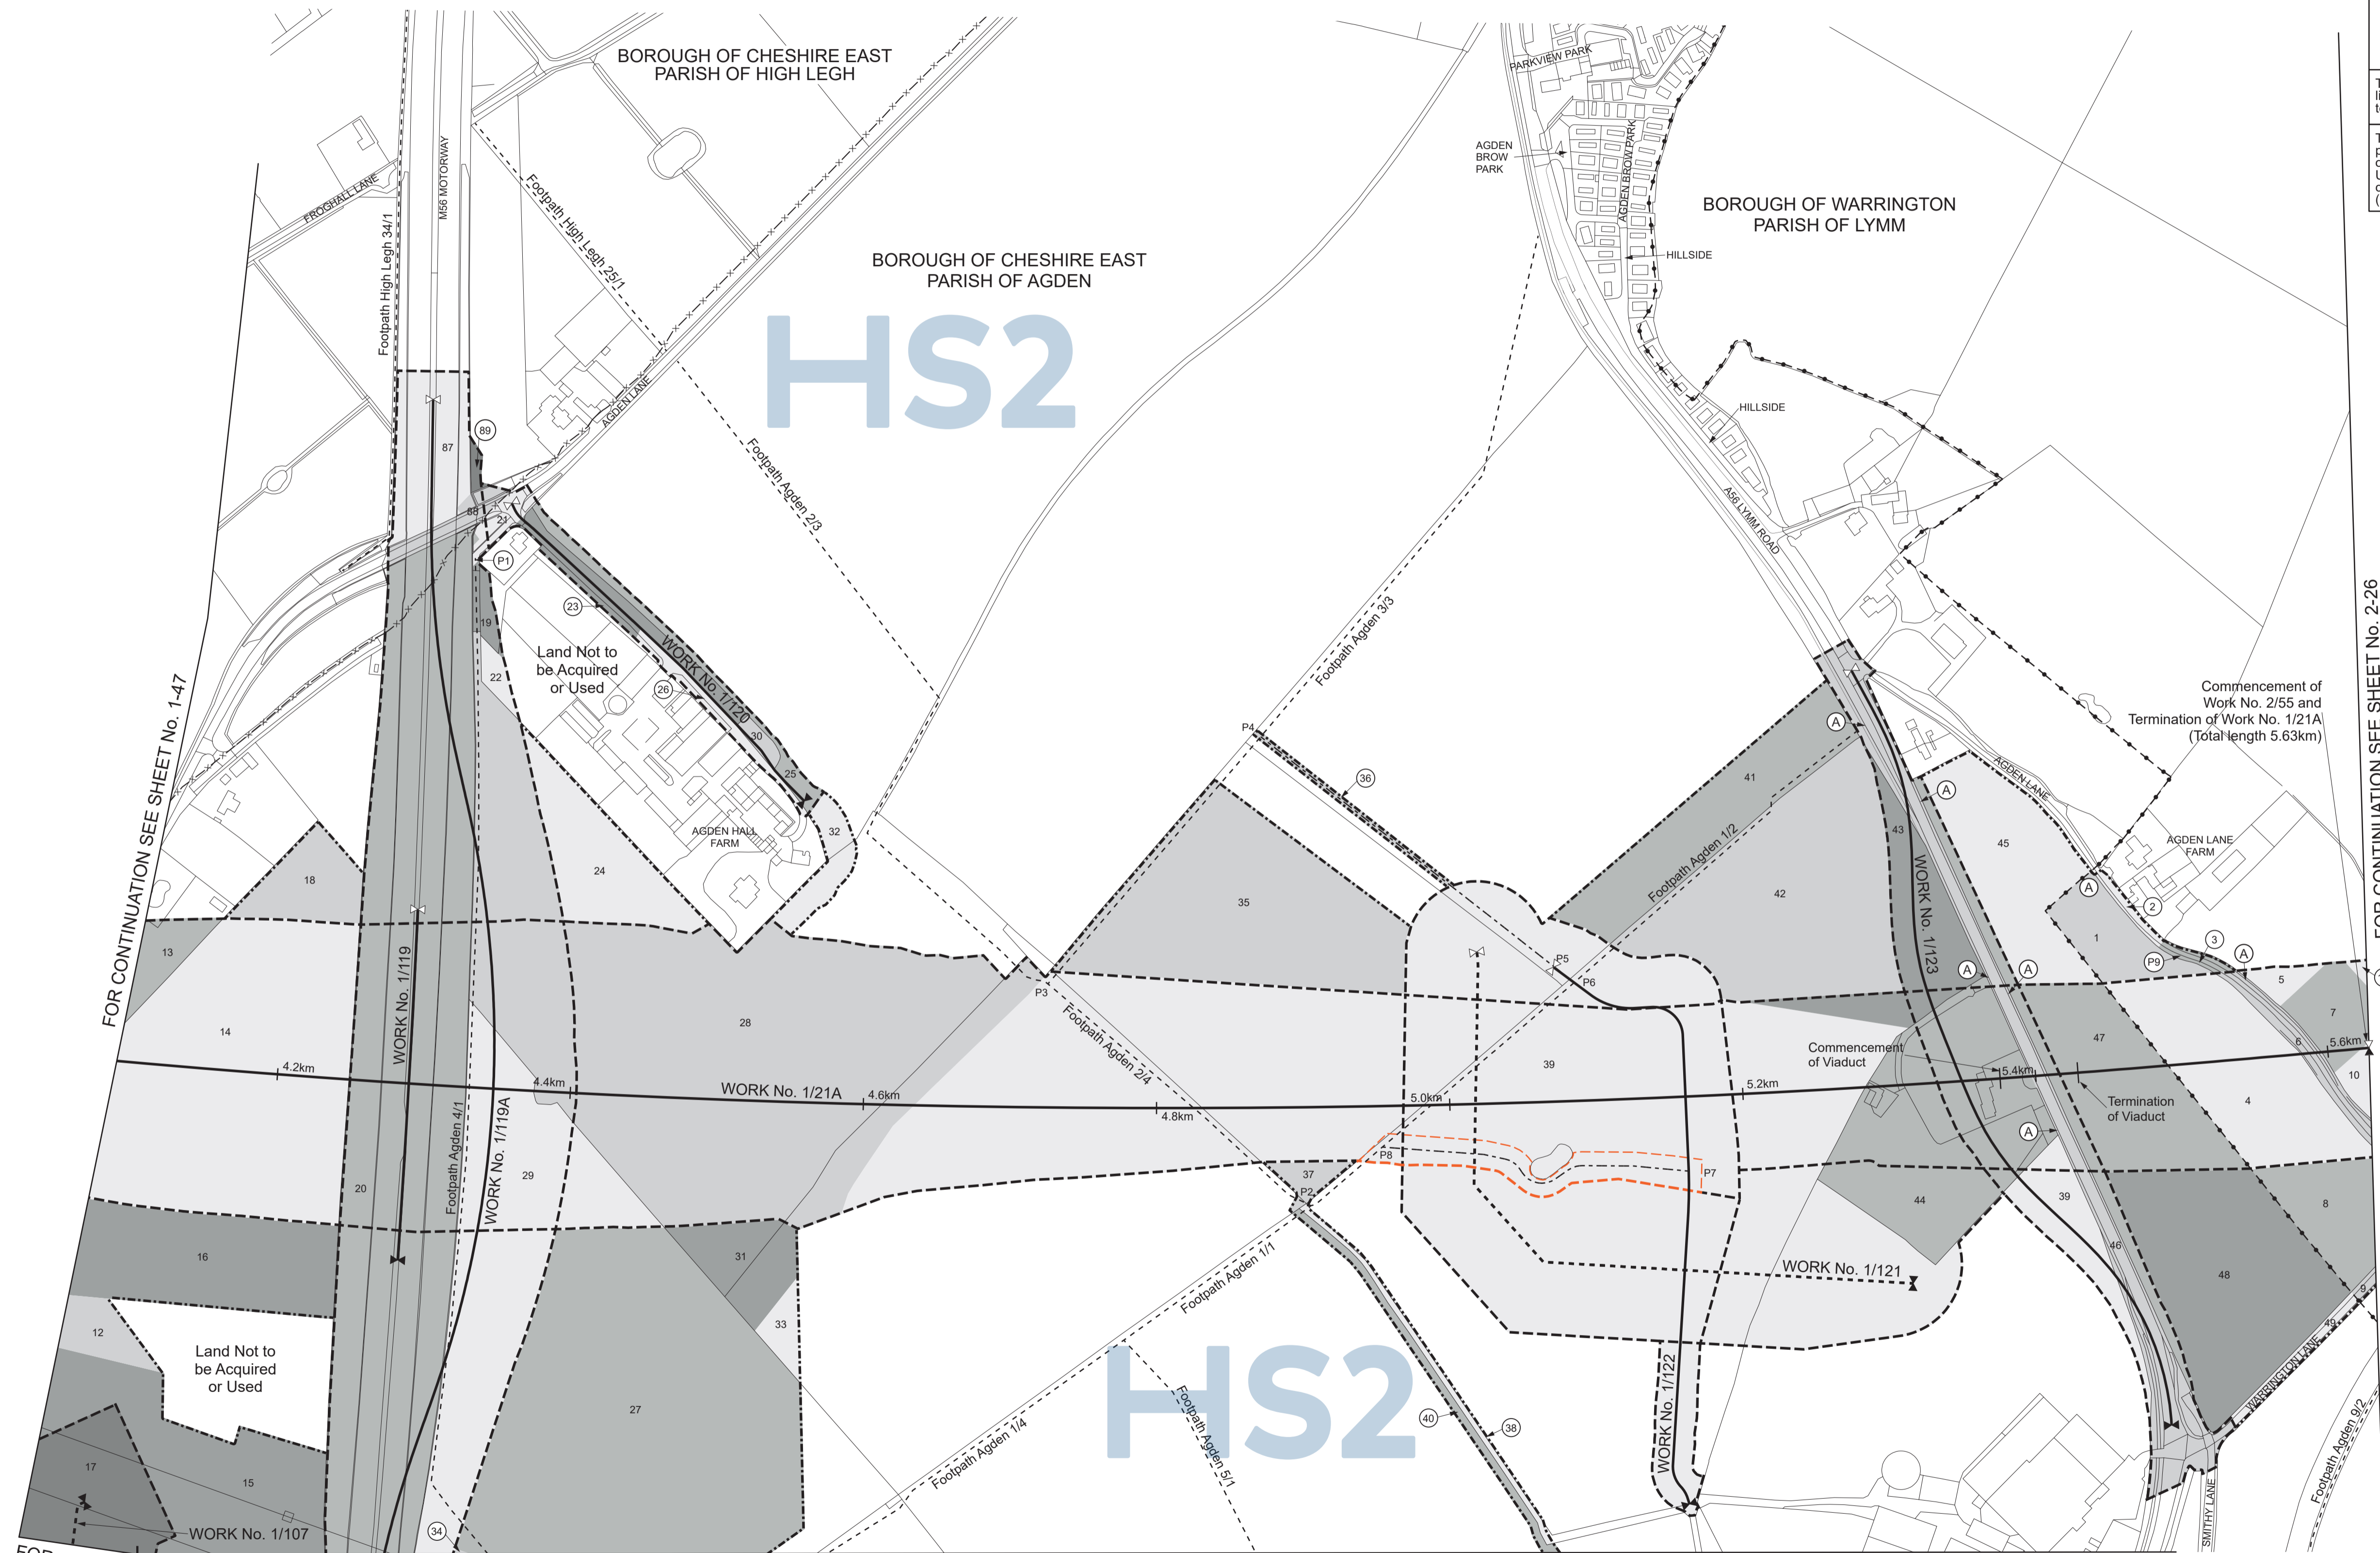 BOROUGH OF CHESHIRE EAST
PARISH OF HIGH LEGH
PARKVIEW PARK
AGDEN
BROW
PARK
AGDEN BROW PARK
BOROUGH OF WARRINGTON
PARISH OF LYMM
HILLSIDE
HILLSIDE
FROGHALL LANE
Footpath High Legh 34/1
M56 MOTORWAY
Footpath High Legh 25/1
BOROUGH OF CHESHIRE EAST
PARISH OF AGDEN
HS2
AGDEN LANE
Footpath Agden 2/3
A56 LYMM ROAD
87
89
88
21
P1
19
22
23
Land Not to
be Acquired
or Used
26
WORK No. 1/120
30
25
32
AGDEN HALL
FARM
Footpath Agden 3/3
P4
36
A
41
Footpath Agden 1/2
43
42
A
45
AGDEN LANE
Commencement of
Work No. 2/55 and
Termination of Work No. 1/21A
(Total length 5.63km)
FOR CONTINUATION SEE SHEET No. 2-26
AGDEN LANE
FARM
A
2
1
3
A
P9
5
7
6
5.6km
10
FOR CONTINUATION SEE SHEET No. 1-47
18
13
14
24
28
35
P3
P5
P6
WORK No. 1/123
A
A
47
4
4.2km
WORK No. 1/119
4.4km
WORK No. 1/21A
4.6km
4.8km
5.0km
5.2km
5.4km
39
Commencement
of Viaduct
Termination
of Viaduct
A
Footpath Agden 2/4
Footpath Agden 4/1
WORK No. 1/119A
20
29
37
P2
P8
P7
44
39
46
8
48
9
49
WARRINGTON LANE
16
31
33
12
Land Not to
be Acquired
or Used
27
17
15
WORK No. 1/107
34
Footpath Agden 1/1
Footpath Agden 1/4
Footpath Agden 5/1
HS2
40
38
WORK No. 1/121
WORK No. 1/122
SMITHY LANE
Footpath Agden 9/2